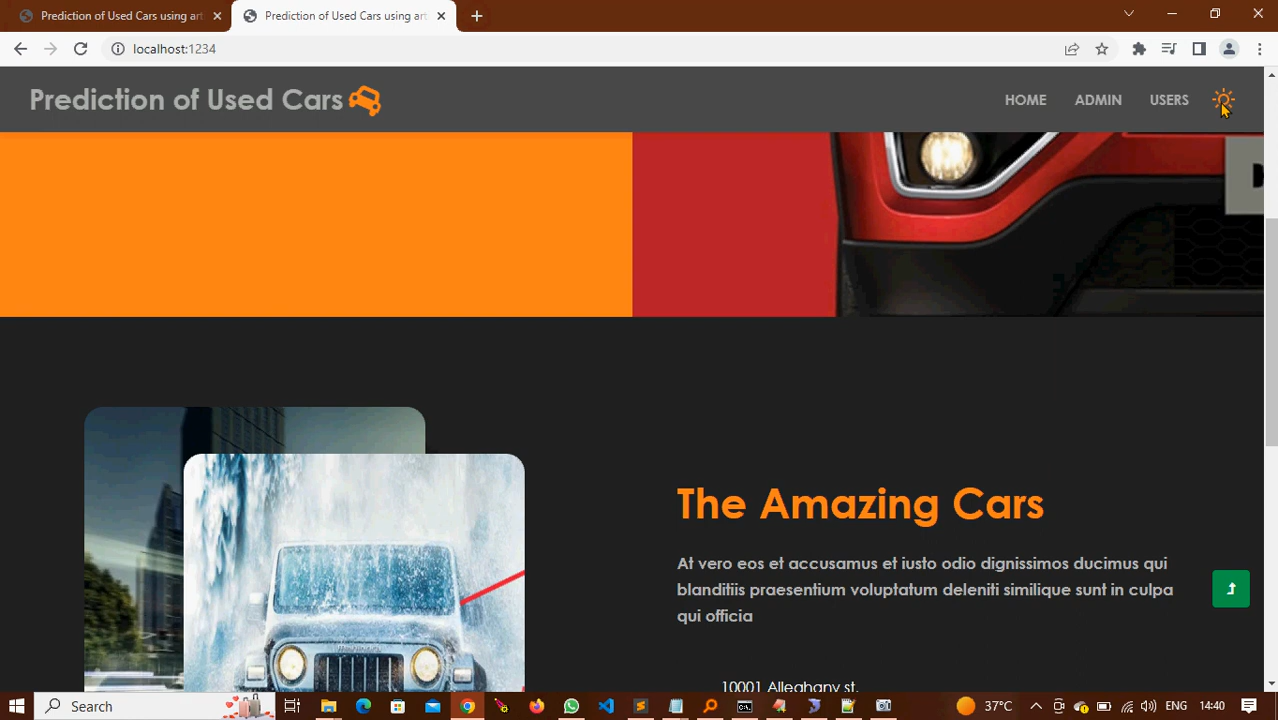 Prediction of Used Cars using art
Prediction of Used Cars using art
localhost:1234
Prediction of Used Cars
HOME
ADMIN
USERS
The Amazing Cars
At vero eos et accusamus et iusto odio dignissimos ducimus qui
blanditiis praesentium voluptatum deleniti similique sunt in culpa
qui officia
10001 Alleghany st.
Search
37°C
ENG
14:40